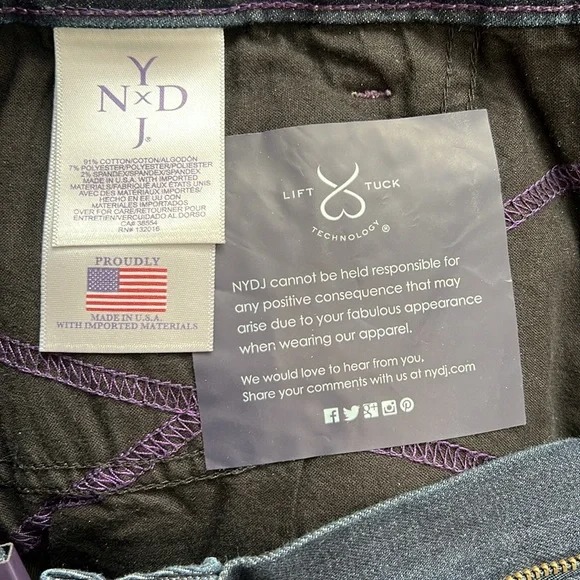 Y
N x D
J®
91% COTTON/COTON/ALGODÓN
7% POLYESTER/POLYESTER/POLIESTER
2% SPANDEX/SPANDEX/SPANDEX
MADE IN U.S.A. WITH IMPORTED
MATERIALS/FABRIQUÉ AUX ÉTATS UNIS
AVEC DES MATÉRIAUX IMPORTÉS/
HECHO EN EE UU CON
MATERIALES IMPORTADOS
OVER FOR CARE/RETOURNER POUR
ENTRETIEN/VERCUIDADO AL DORSO
CA# 38554
RN# 132016
PROUDLY
MADE IN U.S.A.
WITH IMPORTED MATERIALS
LIFT TUCK
TECHNOLOGY®
NYDJ cannot be held responsible for
any positive consequence that may
arise due to your fabulous appearance
when wearing our apparel.
We would love to hear from you.
Share your comments with us at nydj.com